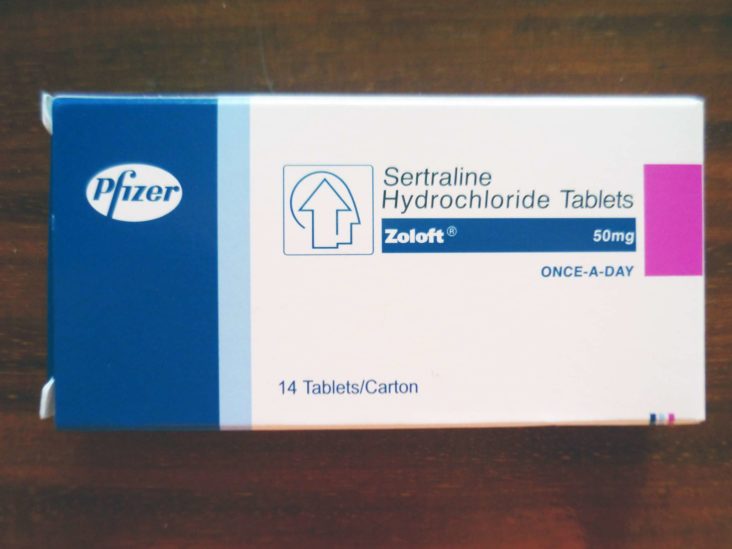 Pfizer
Sertraline
Hydrochloride Tablets
Zoloft® 50mg
ONCE-A-DAY
14 Tablets/Carton